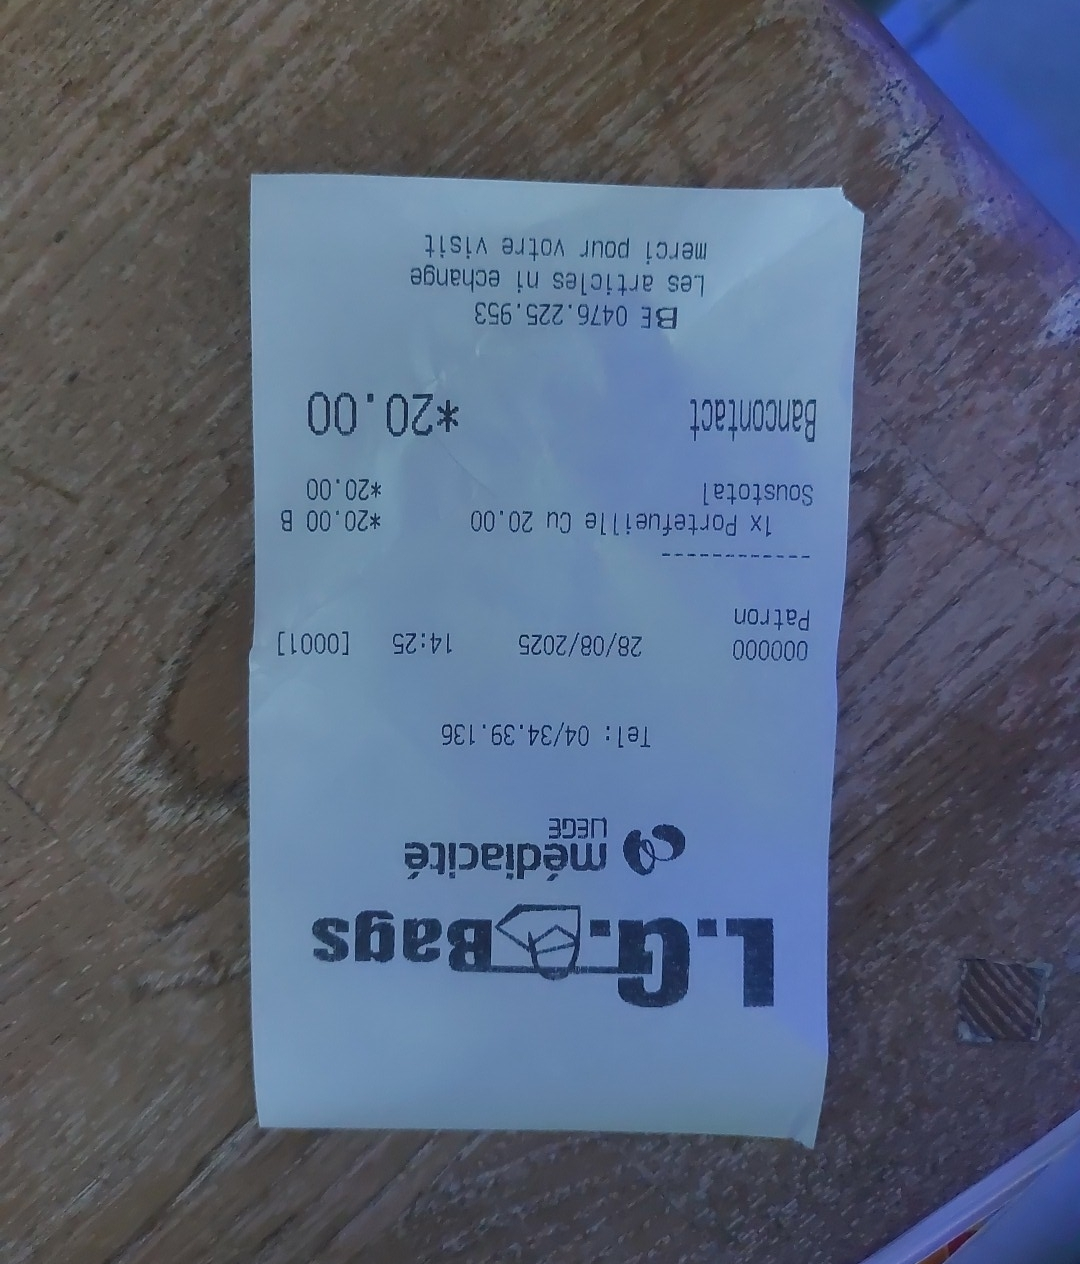 L.G. Bags
médiacité
LIEGE
Tel: 04/34.39.136
000000 28/08/2025 14:25 [0001]
Patron
------------
1x Portefueille Cu 20.00 *20.00 B
Soustotal *20.00
Bancontact *20.00
BE 0476.225.953
Les articles ni echange
merci pour votre visit